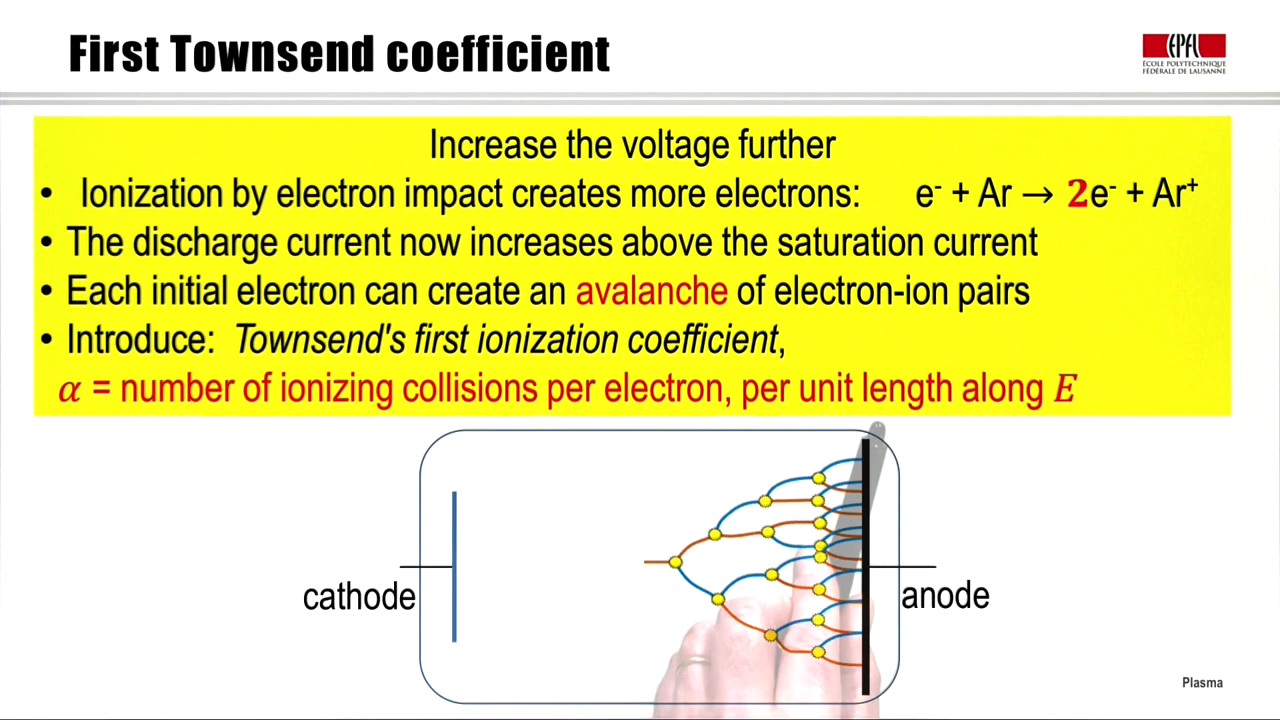 First Townsend coefficient
EPFL
ÉCOLE POLYTECHNIQUE
FÉDÉRALE DE LAUSANNE
Increase the voltage further
• Ionization by electron impact creates more electrons: e⁻ + Ar → 2e⁻ + Ar⁺
• The discharge current now increases above the saturation current
• Each initial electron can create an avalanche of electron-ion pairs
• Introduce: Townsend's first ionization coefficient,
α = number of ionizing collisions per electron, per unit length along E
cathode
anode
Plasma